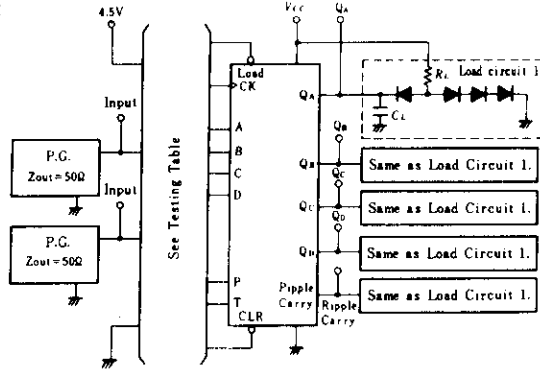 4.5V
Input
P.G.
Zout = 50Ω
Input
P.G.
Zout = 50Ω
See Testing Table
Load
CK
A
B
C
D
P
T
CLR
VCC
QA
QA
RL
Load circuit 1
CL
QB
QB
Same as Load Circuit 1.
QC
QC
Same as Load Circuit 1.
QD
QD
Same as Load Circuit 1.
Ripple
Carry
Ripple
Carry
Same as Load Circuit 1.